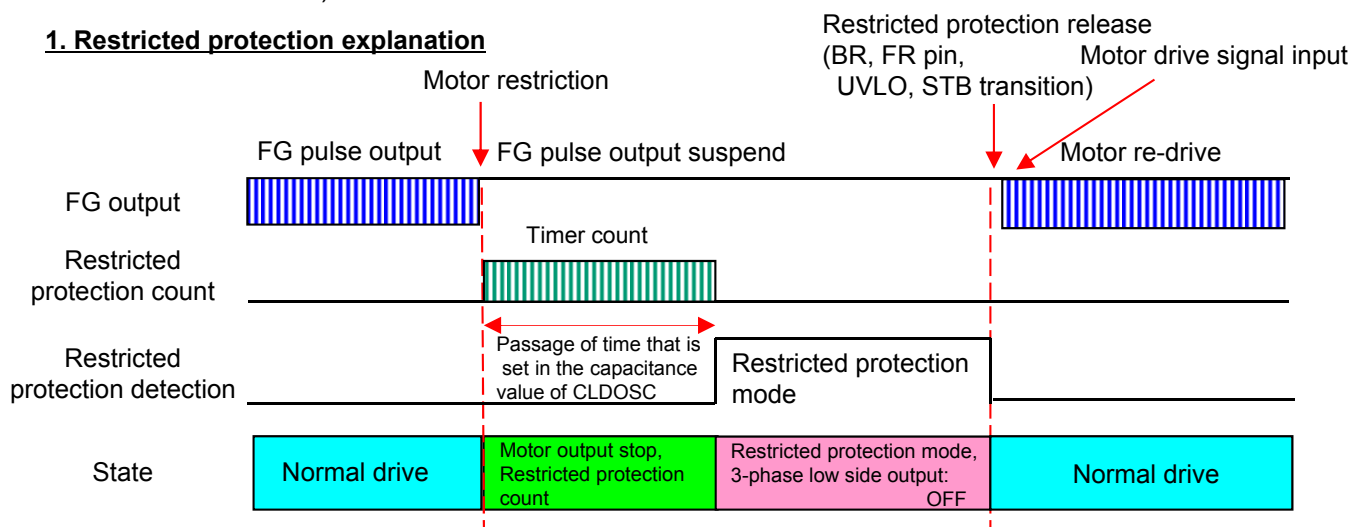 1. Restricted protection explanation
Restricted protection release
(BR, FR pin,
UVLO, STB transition)
Motor drive signal input
Motor restriction
FG pulse output
FG pulse output suspend
Motor re-drive
FG output
Timer count
Restricted
protection count
Passage of time that is
set in the capacitance
value of CLDOSC
Restricted
protection detection
Restricted protection
mode
State
Normal drive
Motor output stop,
Restricted protection
count
Restricted protection mode,
3-phase low side output:
OFF
Normal drive